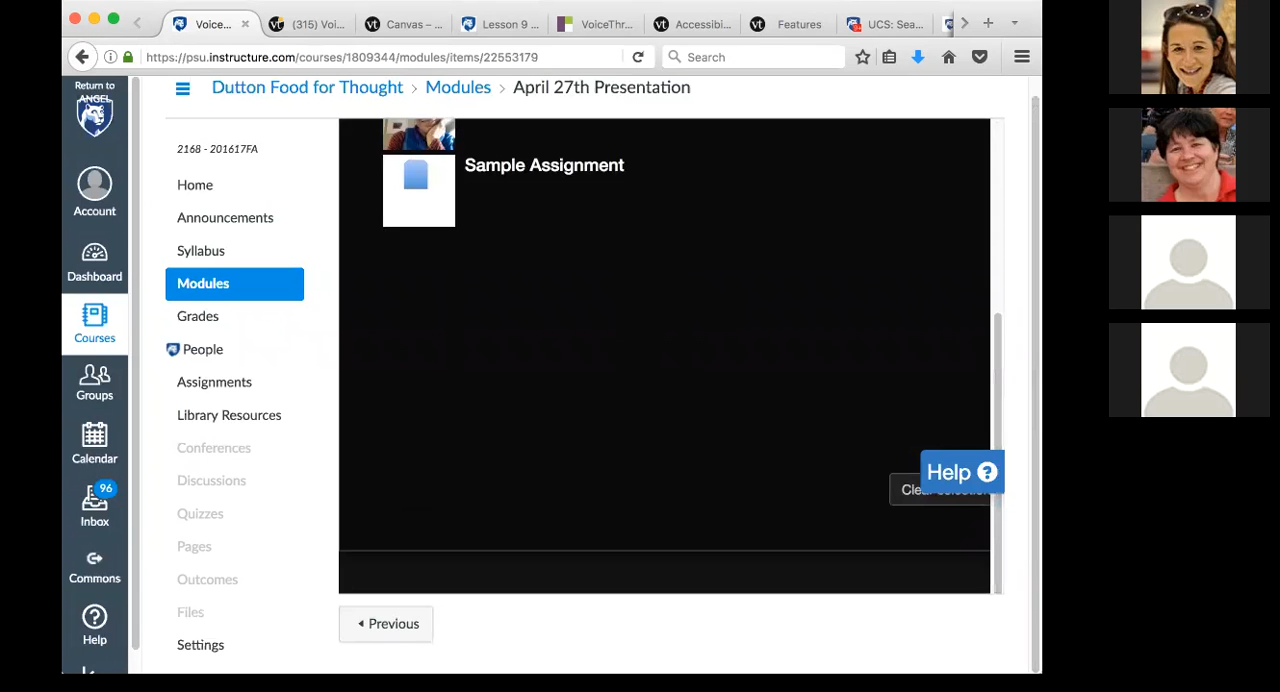 Voice...
(315) Voi...
Canvas – ...
Lesson 9 ...
VoiceThr...
Accessibi...
Features
UCS: Sea...
https://psu.instructure.com/courses/1809344/modules/items/22553179
Search
Return to
ANGEL
Account
Dashboard
Courses
Groups
Calendar
96
Inbox
Commons
Help
Dutton Food for Thought › Modules › April 27th Presentation
2168 - 201617FA
Home
Announcements
Syllabus
Modules
Grades
People
Assignments
Library Resources
Conferences
Discussions
Quizzes
Pages
Outcomes
Files
Settings
Sample Assignment
Help
Previous